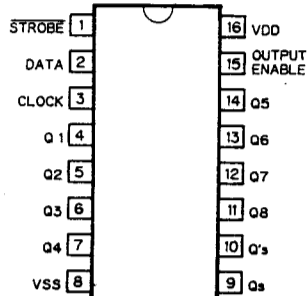 STROBE 1
DATA 2
CLOCK 3
Q1 4
Q2 5
Q3 6
Q4 7
VSS 8
16 VDD
15 OUTPUT
ENABLE
14 Q5
13 Q6
12 Q7
11 Q8
10 Q's
9 Qs